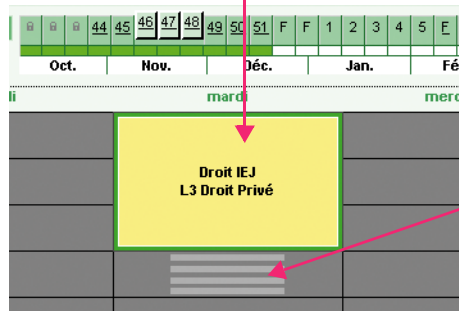 44 45 46 47 48 49 50 51 F F 1 2 3 4 5 F
Oct. Nov. Déc. Jan. Fé
di mardi merc
Droit IEJ
L3 Droit Privé